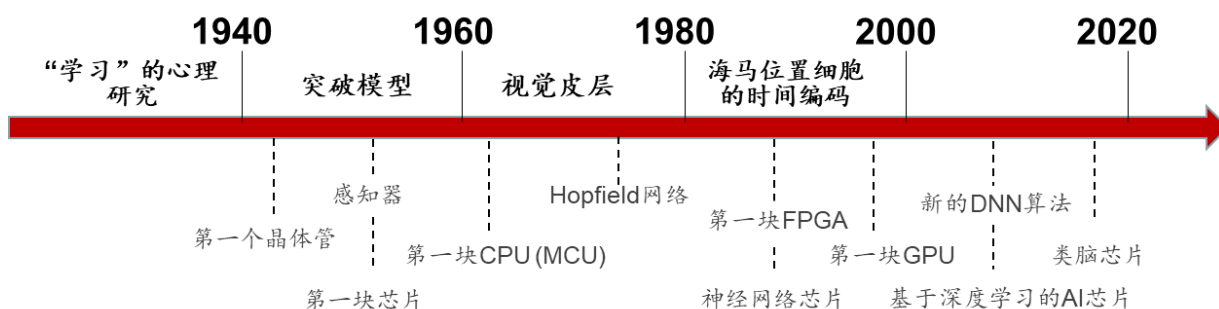 1940 1960 1980 2000 2020
“学习”的心理
研究
突破模型
视觉皮层
海马位置细胞
的时间编码
感知器
Hopfield网络
新的DNN算法
第一块FPGA
第一个晶体管
第一块CPU(MCU)
第一块GPU
类脑芯片
第一块芯片
神经网络芯片
基于深度学习的AI芯片